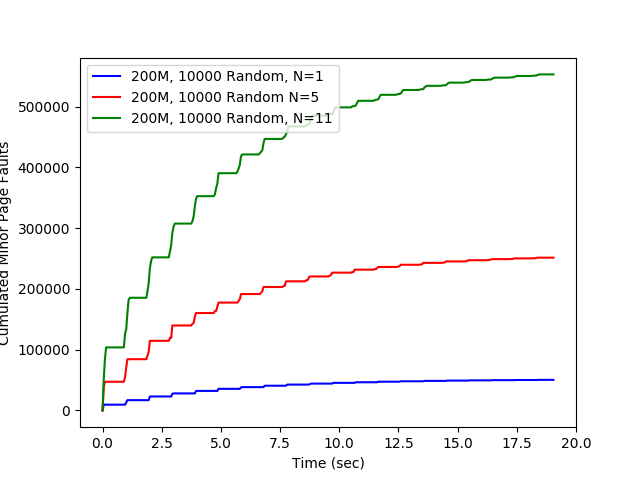 200M, 10000 Random, N=1
200M, 10000 Random N=5
200M, 10000 Random, N=11
Cumulated Minor Page Faults
500000
400000
300000
200000
100000
0
0.0 2.5 5.0 7.5 10.0 12.5 15.0 17.5 20.0
Time (sec)